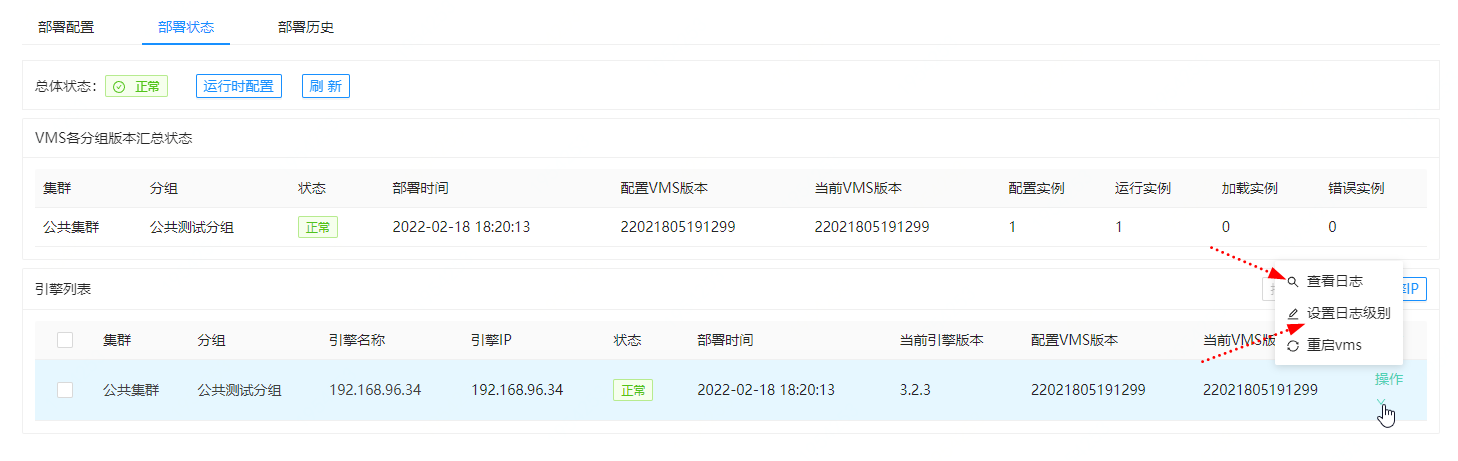 部署配置 部署状态 部署历史
总体状态: 正常 运行时配置 刷 新
VMS各分组版本汇总状态
集群 分组 状态 部署时间 配置VMS版本 当前VMS版本 配置实例 运行实例 加载实例 错误实例
公共集群 公共测试分组 正常 2022-02-18 18:20:13 22021805191299 22021805191299 1 1 0 0
引擎列表
查看日志 IP
设置日志级别
重启vms
集群 分组 引擎名称 引擎IP 状态 部署时间 当前引擎版本 配置VMS版本 当前VMS版
公共集群 公共测试分组 192.168.96.34 192.168.96.34 正常 2022-02-18 18:20:13 3.2.3 22021805191299 22021805191299 操作